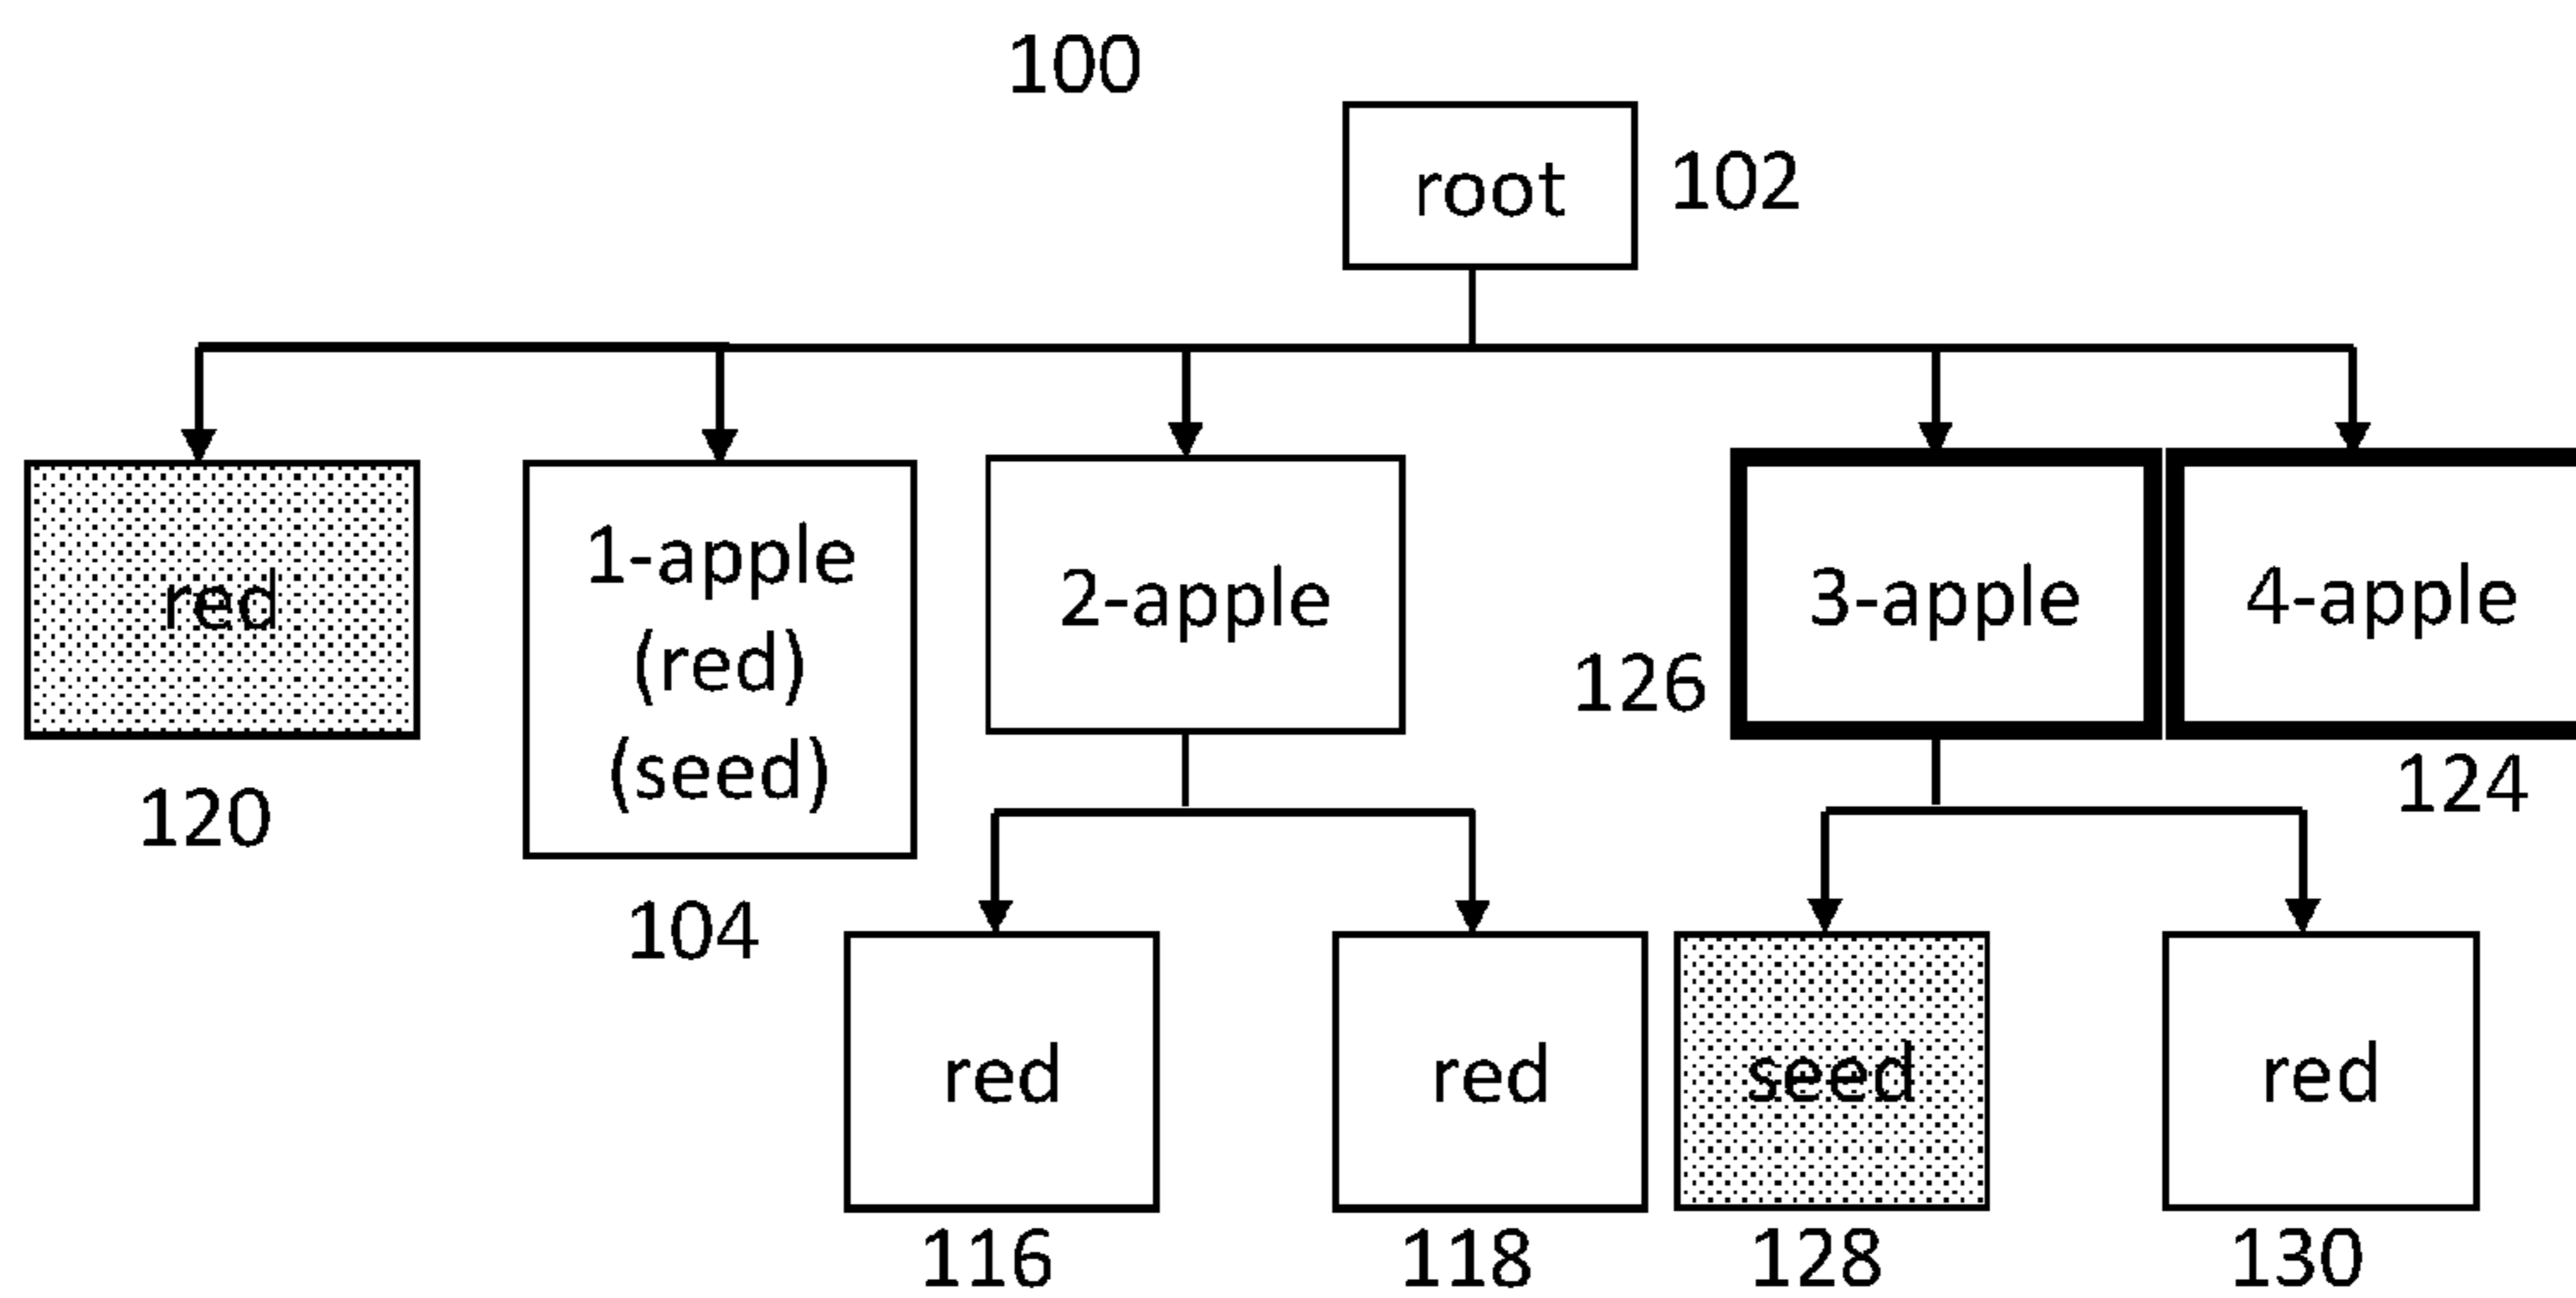 100
root
102
red
1-apple
(red)
(seed)
2-apple
3-apple
4-apple
126
124
120
104
red
red
seed
red
116
118
128
130